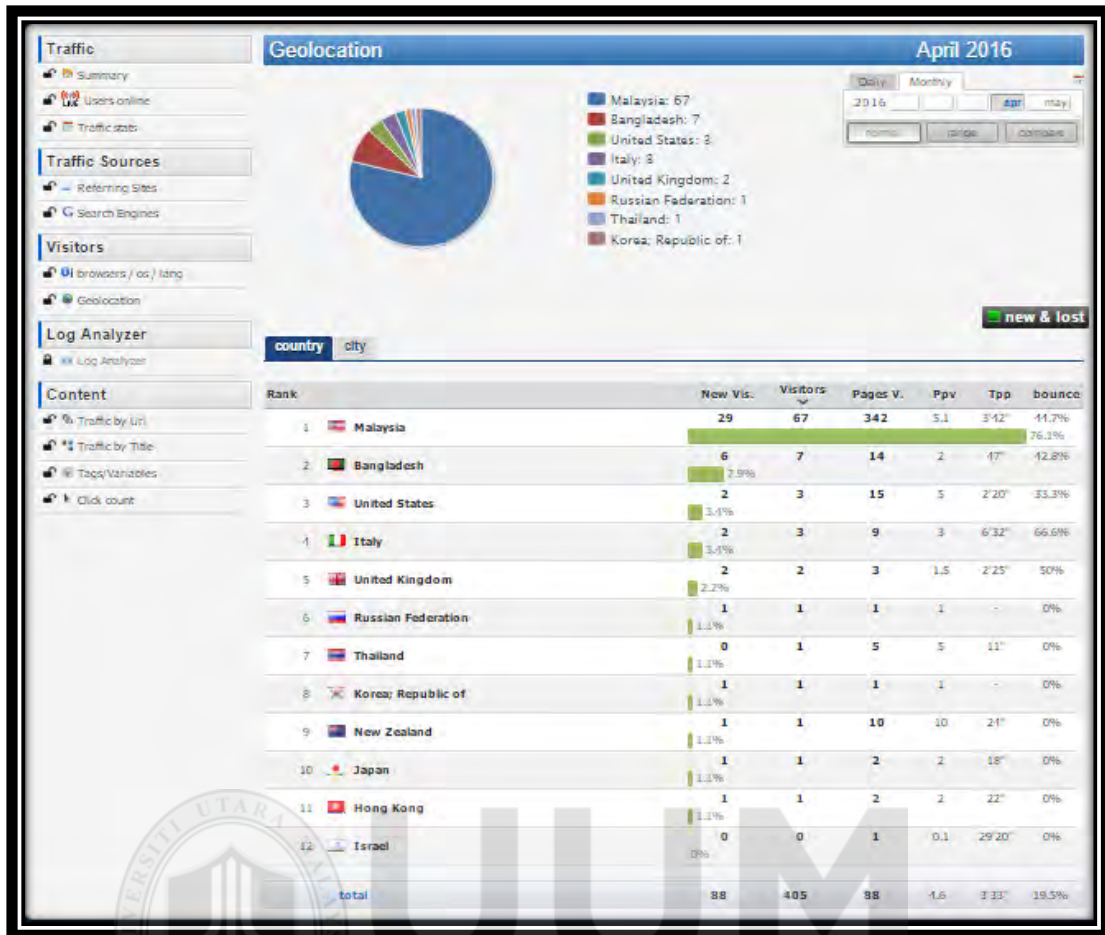 Traffic
Summary
Users online
Traffic stats
Traffic Sources
Referring Sites
Search Engines
Visitors
browsers / os / lang
Geolocation
Log Analyzer
Log Analyzer
Content
Traffic by Url
Traffic by Title
Tags/Variables
Click count
Geolocation April 2016
Daily Monthly
2016 apr may
normal range compare
Malaysia: 67
Bangladesh: 7
United States: 3
Italy: 3
United Kingdom: 2
Russian Federation: 1
Thailand: 1
Korea; Republic of: 1
new & lost
country city
Rank New Vis. Visitors Pages V. Ppv Tpp bounce
1 Malaysia 29 67 342 5.1 3'42" 44.7%
76.1%
2 Bangladesh 6 7 14 2 47" 42.8%
7.9%
3 United States 2 3 15 5 2'20" 33.3%
3.4%
4 Italy 2 3 9 3 6'32" 66.6%
3.4%
5 United Kingdom 2 2 3 1.5 2'25" 50%
2.2%
6 Russian Federation 1 1 1 1 - 0%
1.1%
7 Thailand 0 1 5 5 11" 0%
1.1%
8 Korea; Republic of 1 1 1 1 - 0%
1.1%
9 New Zealand 1 1 10 10 24" 0%
1.1%
10 Japan 1 1 2 2 18" 0%
1.1%
11 Hong Kong 1 1 2 2 22" 0%
1.1%
12 Israel 0 0 1 0.1 29'20" 0%
0%
total 88 405 88 4.6 3'33" 19.5%
UTARA
UUM